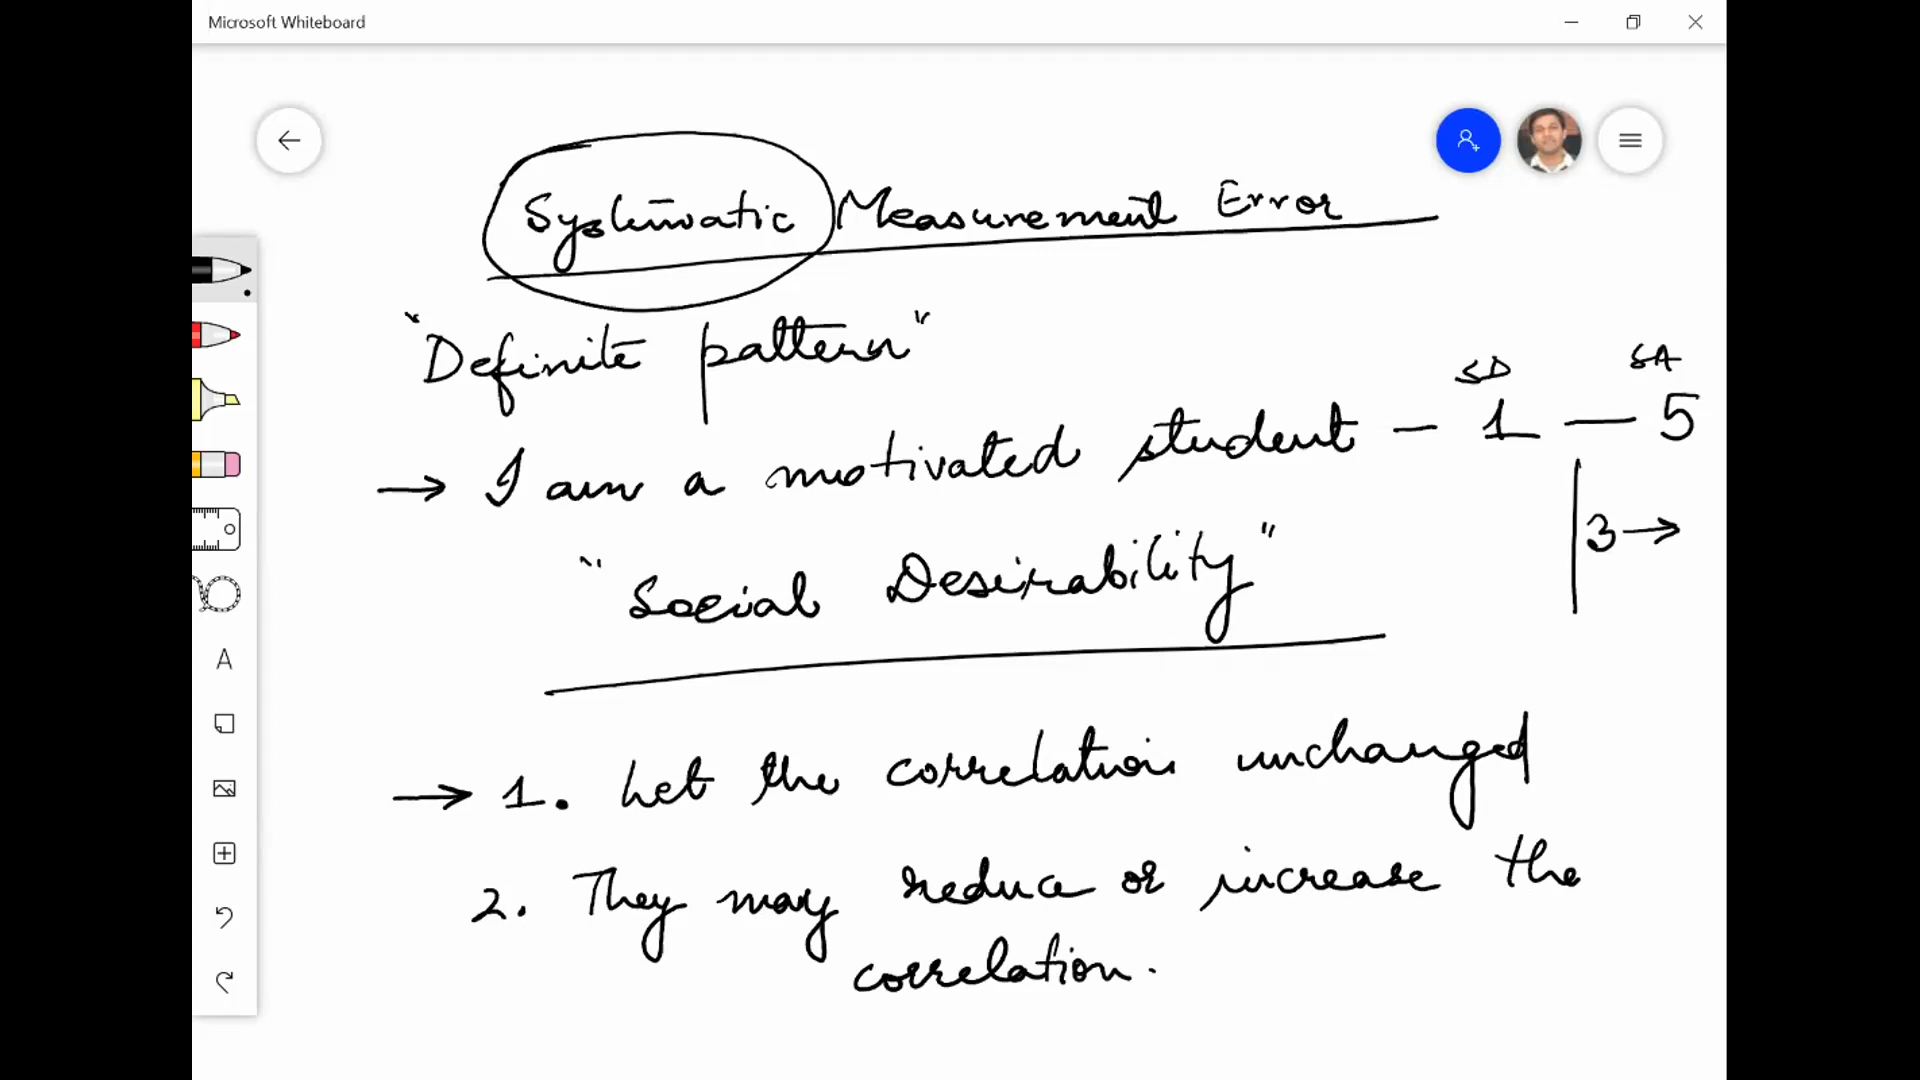 Microsoft Whiteboard
Systematic Measurement Error
"Definite pattern"
SD SA
→ I am a motivated student - 1 — 5
3 →
"Social Desirability"
→ 1. Let the correlation unchanged
2. They may reduce or increase the
correlation.
A